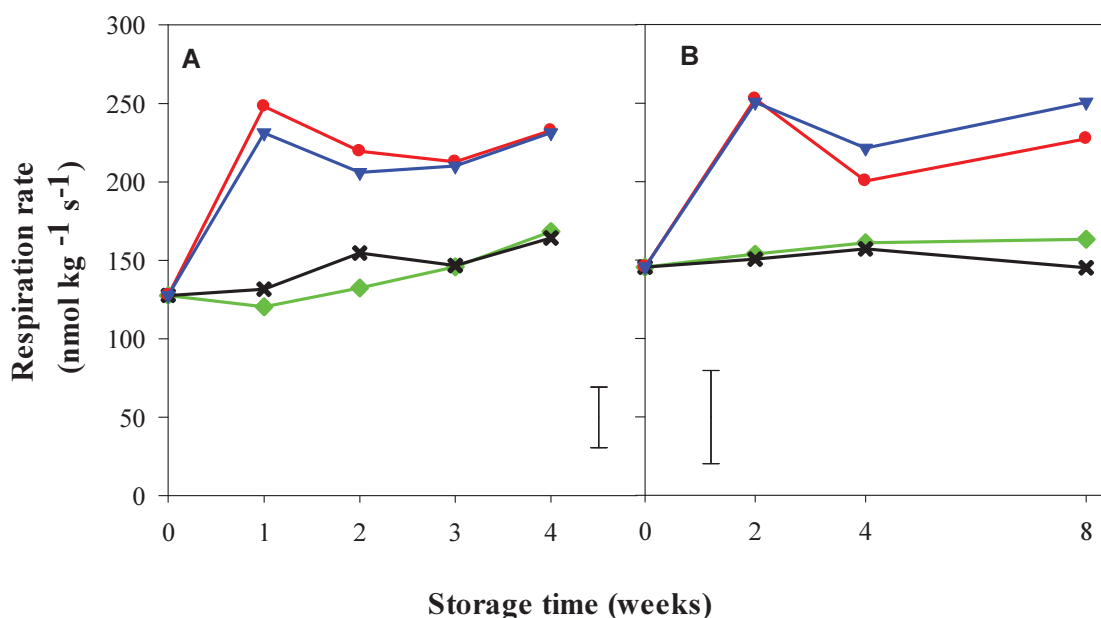 Respiration rate
(nmol kg -1 s-1)
300
250
200
150
100
50
0
A
B
0 1 2 3 4
0 2 4 8
Storage time (weeks)